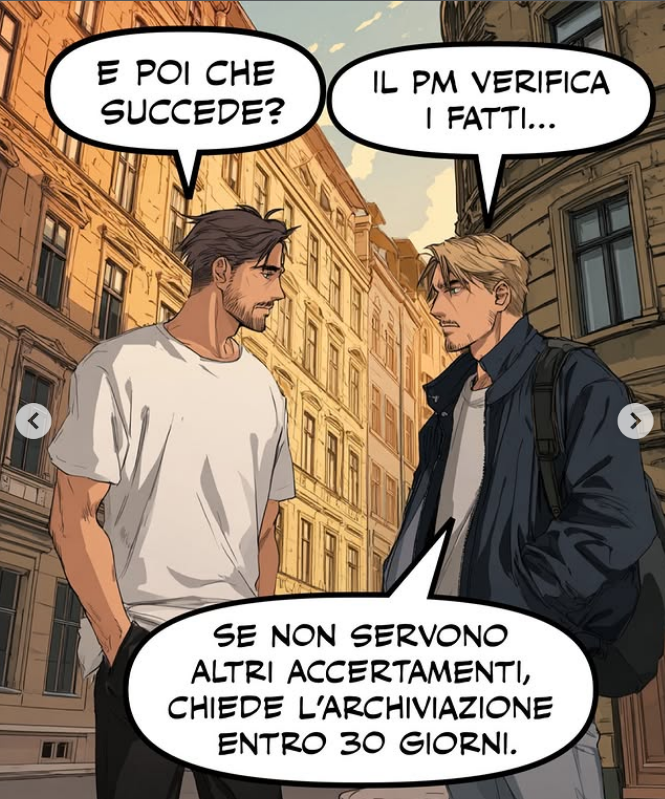 E POI CHE
SUCCEDE?
IL PM VERIFICA
I FATTI...
SE NON SERVONO
ALTRI ACCERTAMENTI,
CHIEDE L'ARCHIVIAZIONE
ENTRO 30 GIORNI.